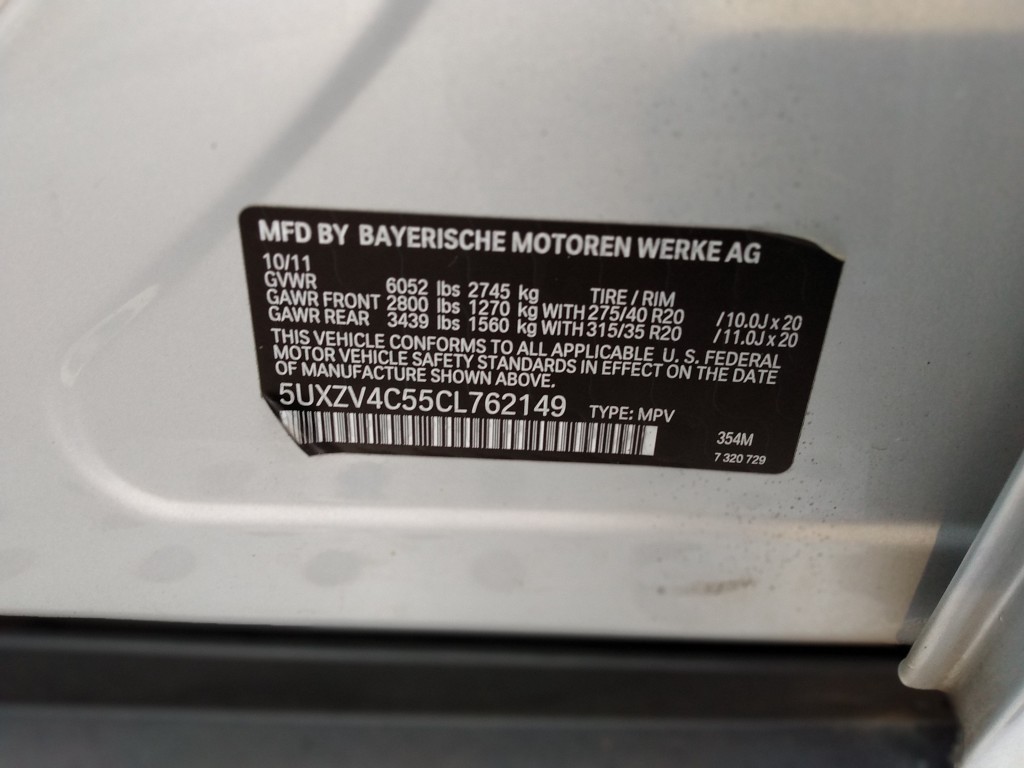 MFD BY BAYERISCHE MOTOREN WERKE AG
10/11
GVWR 6052 lbs 2745 kg TIRE / RIM
GAWR FRONT 2800 lbs 1270 kg WITH 275/40 R20 /10.0J x 20
GAWR REAR 3439 lbs 1560 kg WITH 315/35 R20 /11.0J x 20
THIS VEHICLE CONFORMS TO ALL APPLICABLE U.S. FEDERAL
MOTOR VEHICLE SAFETY STANDARDS IN EFFECT ON THE DATE
OF MANUFACTURE SHOWN ABOVE.
5UXZV4C55CL762149 TYPE: MPV
354M
7 320 729